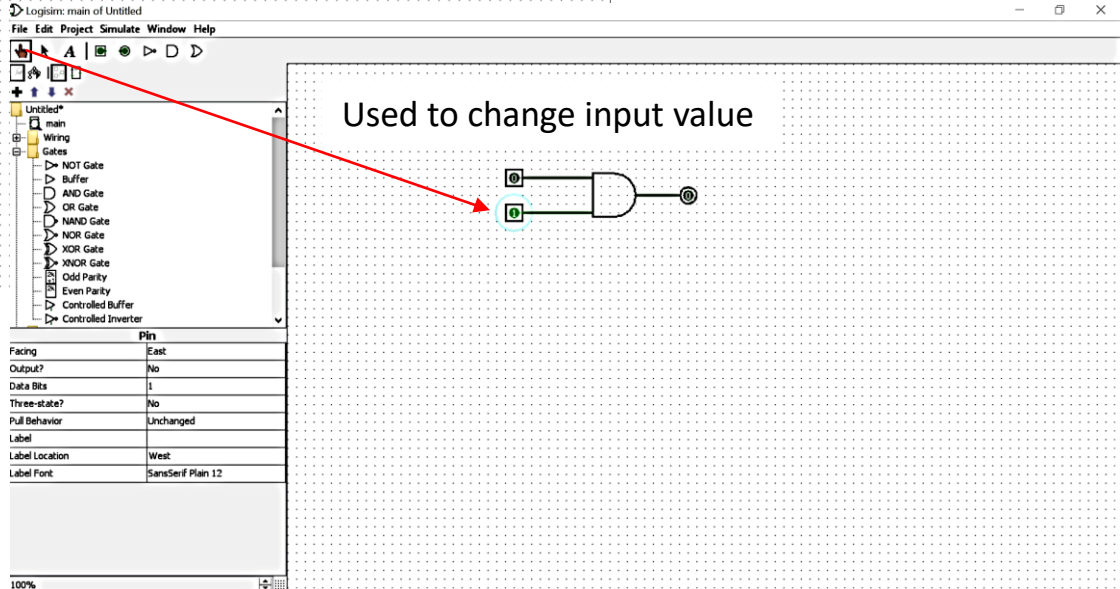 Logisim: main of Untitled
File Edit Project Simulate Window Help
A
Used to change input value
Untitled*
main
Wiring
Gates
NOT Gate
Buffer
AND Gate
OR Gate
NAND Gate
NOR Gate
XOR Gate
XNOR Gate
Odd Parity
Even Parity
Controlled Buffer
Controlled Inverter
0
1
0
Pin
Facing East
Output? No
Data Bits 1
Three-state? No
Pull Behavior Unchanged
Label
Label Location West
Label Font SansSerif Plain 12
100%